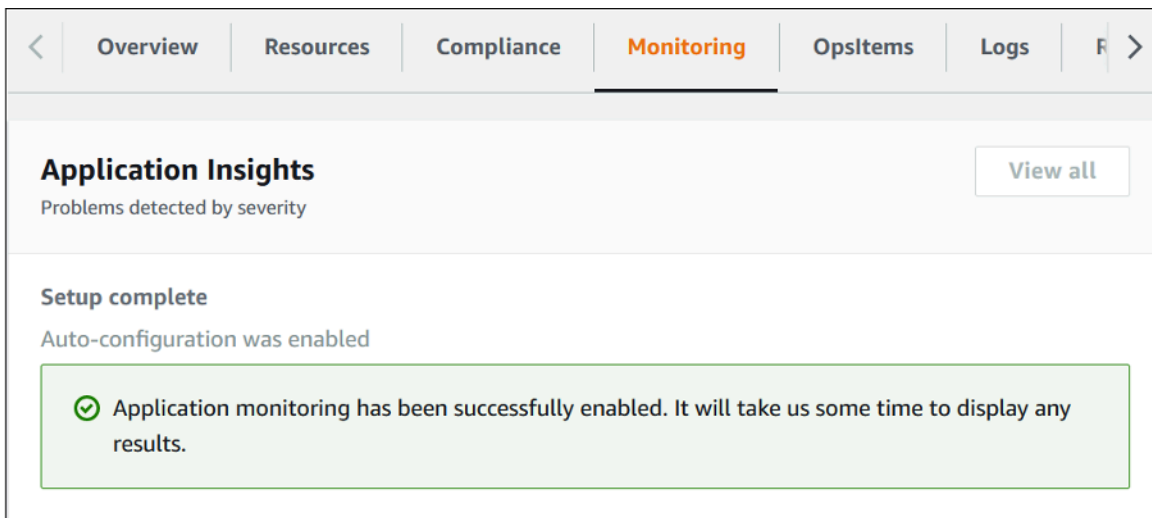 Overview Resources Compliance Monitoring OpsItems Logs
Application Insights
View all
Problems detected by severity
Setup complete
Auto-configuration was enabled
Application monitoring has been successfully enabled. It will take us some time to display any
results.